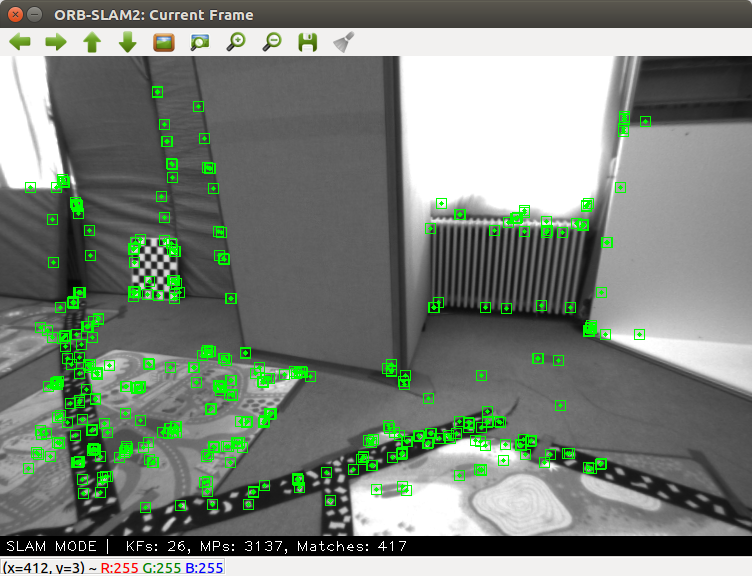 ORB-SLAM2: Current Frame
SLAM MODE | KFs: 26, MPs: 3137, Matches: 417
(x=412, y=3) ~ R:255 G:255 B:255